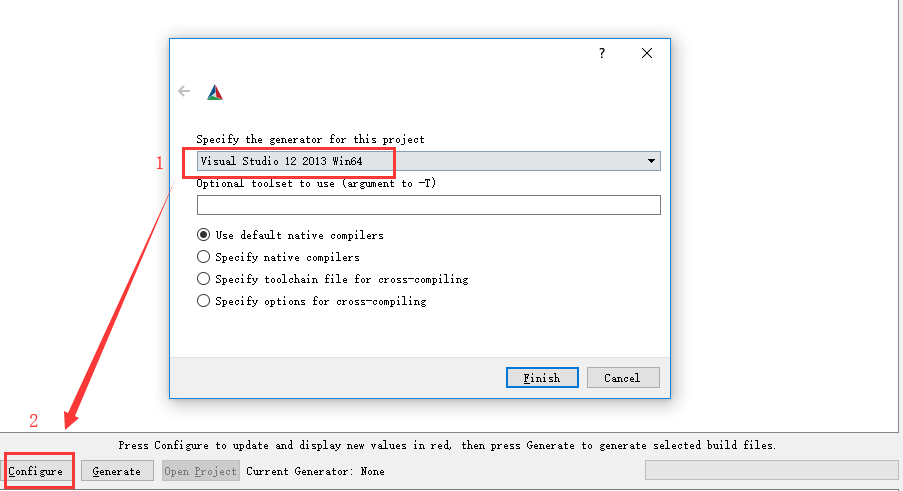 ?
Specify the generator for this project
1
Visual Studio 12 2013 Win64
Optional toolset to use (argument to -T)
Use default native compilers
Specify native compilers
Specify toolchain file for cross-compiling
Specify options for cross-compiling
Finish
Cancel
2
Press Configure to update and display new values in red, then press Generate to generate selected build files.
Configure
Generate
Open Project
Current Generator: None